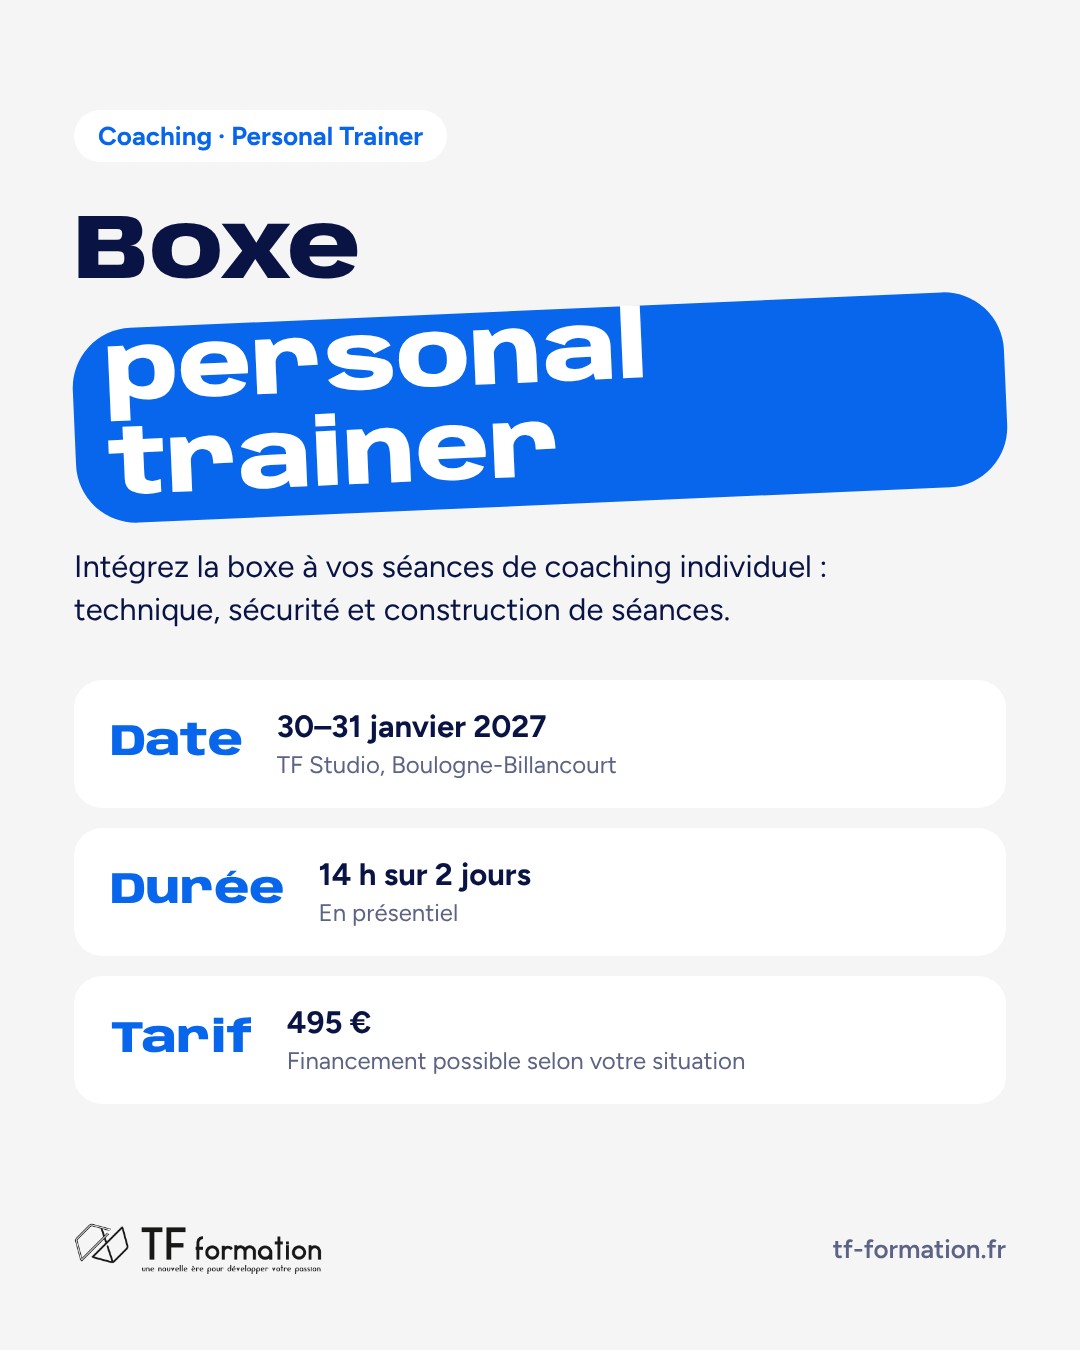 Coaching · Personal Trainer
Boxe
personal
trainer
Intégrez la boxe à vos séances de coaching individuel :
technique, sécurité et construction de séances.
Date
30–31 janvier 2027
TF Studio, Boulogne-Billancourt
Durée
14 h sur 2 jours
En présentiel
Tarif
495 €
Financement possible selon votre situation
TF formation
une nouvelle ère pour développer votre passion
tf-formation.fr